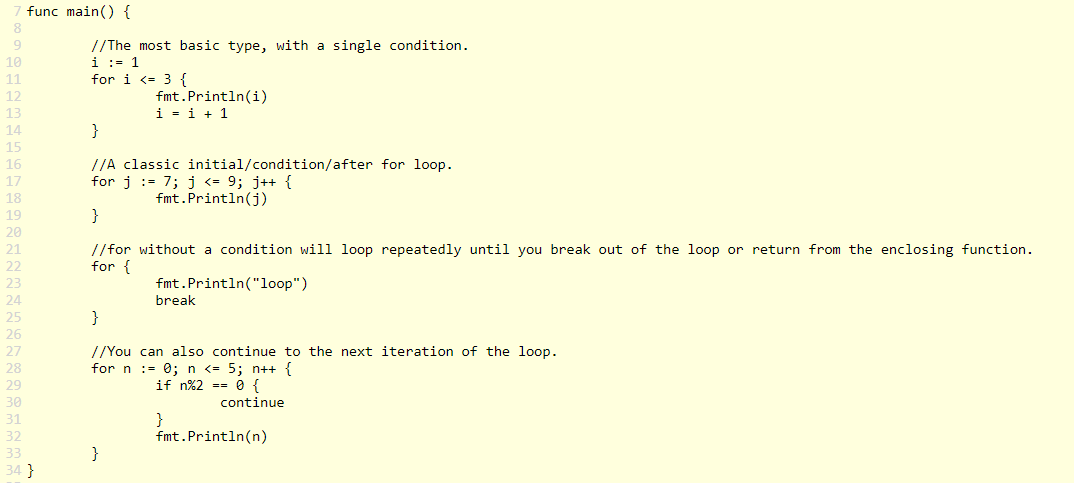 7 func main() {
8
9 //The most basic type, with a single condition.
10 i := 1
11 for i <= 3 {
12 fmt.Println(i)
13 i = i + 1
14 }
15
16 //A classic initial/condition/after for loop.
17 for j := 7; j <= 9; j++ {
18 fmt.Println(j)
19 }
20
21 //for without a condition will loop repeatedly until you break out of the loop or return from the enclosing function.
22 for {
23 fmt.Println("loop")
24 break
25 }
26
27 //You can also continue to the next iteration of the loop.
28 for n := 0; n <= 5; n++ {
29 if n%2 == 0 {
30 continue
31 }
32 fmt.Println(n)
33 }
34 }